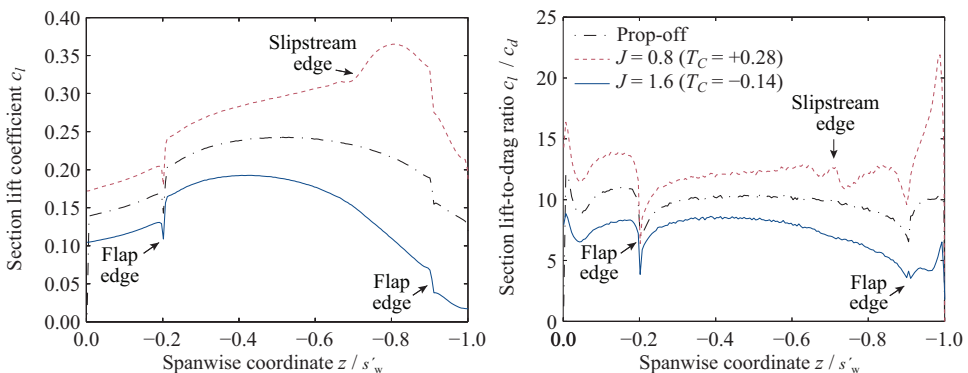 0.40
0.35
0.30
0.25
0.20
0.15
0.10
0.05
0.00
Section lift coefficient c_l
Slipstream
edge
Flap
edge
Flap
edge
0.0 −0.2 −0.4 −0.6 −0.8 −1.0
Spanwise coordinate z / s′_w
25
20
15
10
5
0
Section lift-to-drag ratio c_l / c_d
Prop-off
J = 0.8 (T_C = +0.28)
J = 1.6 (T_C = −0.14)
Slipstream
edge
Flap
edge
Flap
edge
0.0 −0.2 −0.4 −0.6 −0.8 −1.0
Spanwise coordinate z / s′_w